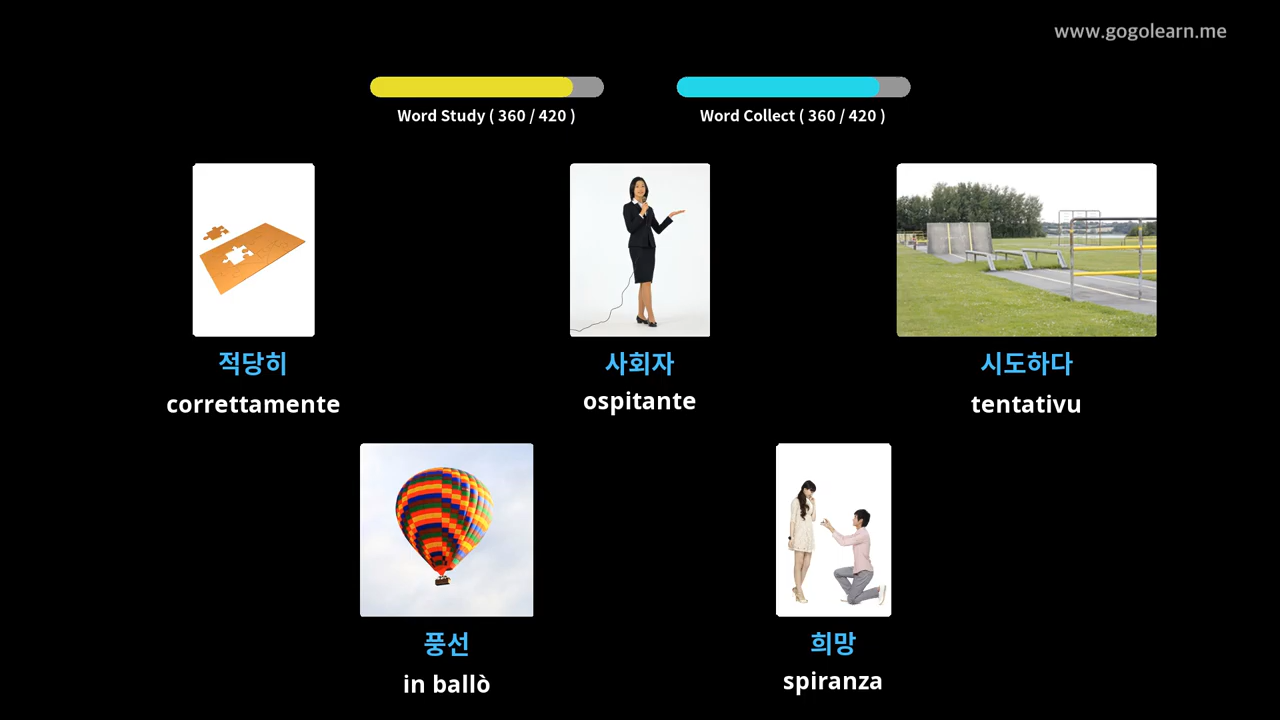 www.gogolearn.me
Word Study ( 360 / 420 )
Word Collect ( 360 / 420 )
적당히
correttamente
사회자
ospitante
시도하다
tentativu
풍선
in ballò
희망
spiranza